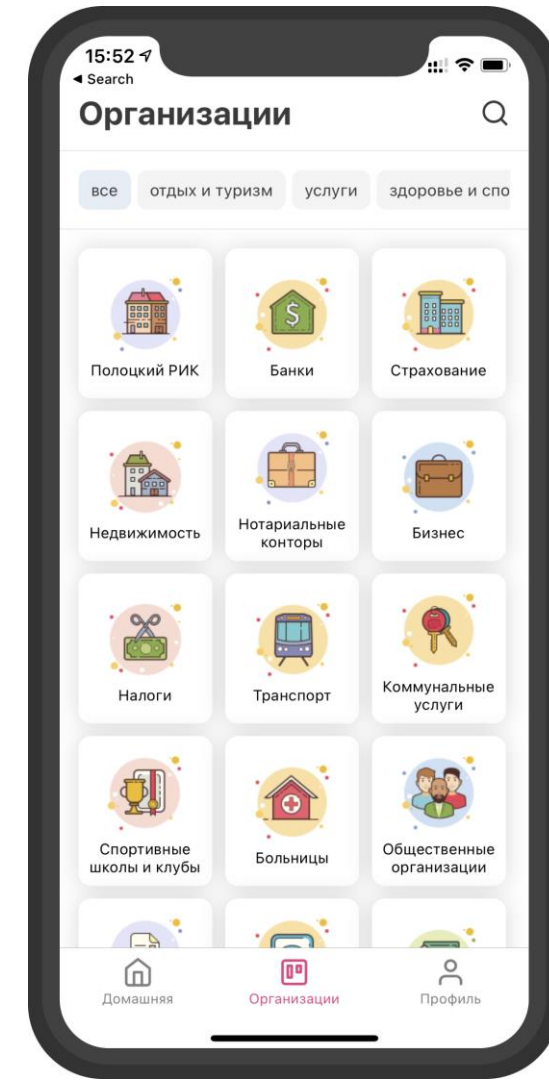 15:52
◄ Search
Организации
все отдых и туризм услуги здоровье и спо
Полоцкий РИК Банки Страхование
Недвижимость Нотариальные конторы Бизнес
Налоги Транспорт Коммунальные услуги
Спортивные школы и клубы Больницы Общественные организации
Домашняя Организации Профиль